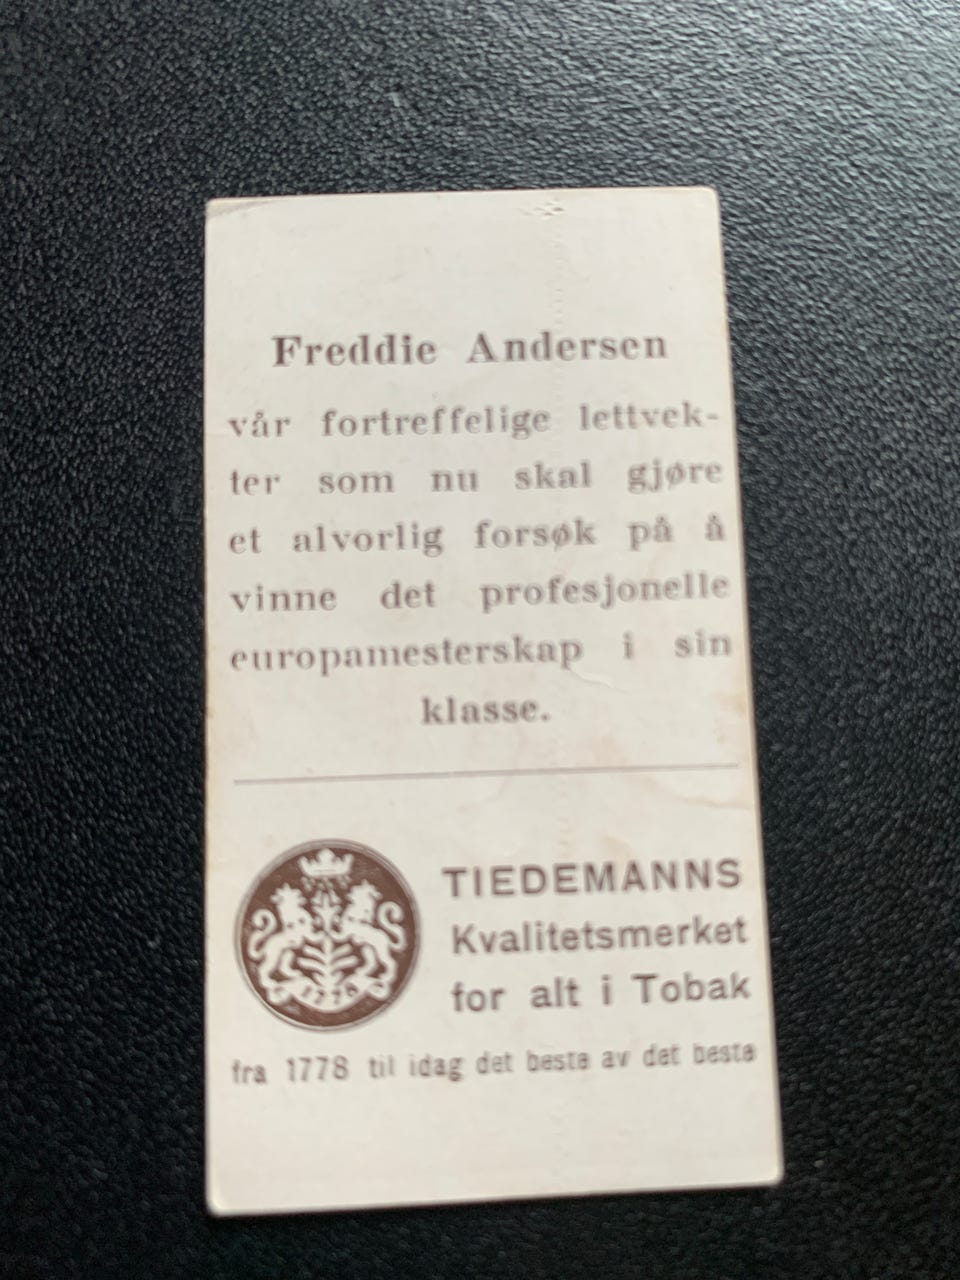 Freddie Andersen
vår fortreffelige lettvek-
ter som nu skal gjøre
et alvorlig forsøk på å
vinne det profesjonelle
europamesterskap i sin
klasse.
TIEDEMANNS
Kvalitetsmerket
for alt i Tobak
1778
fra 1778 til idag det beste av det beste